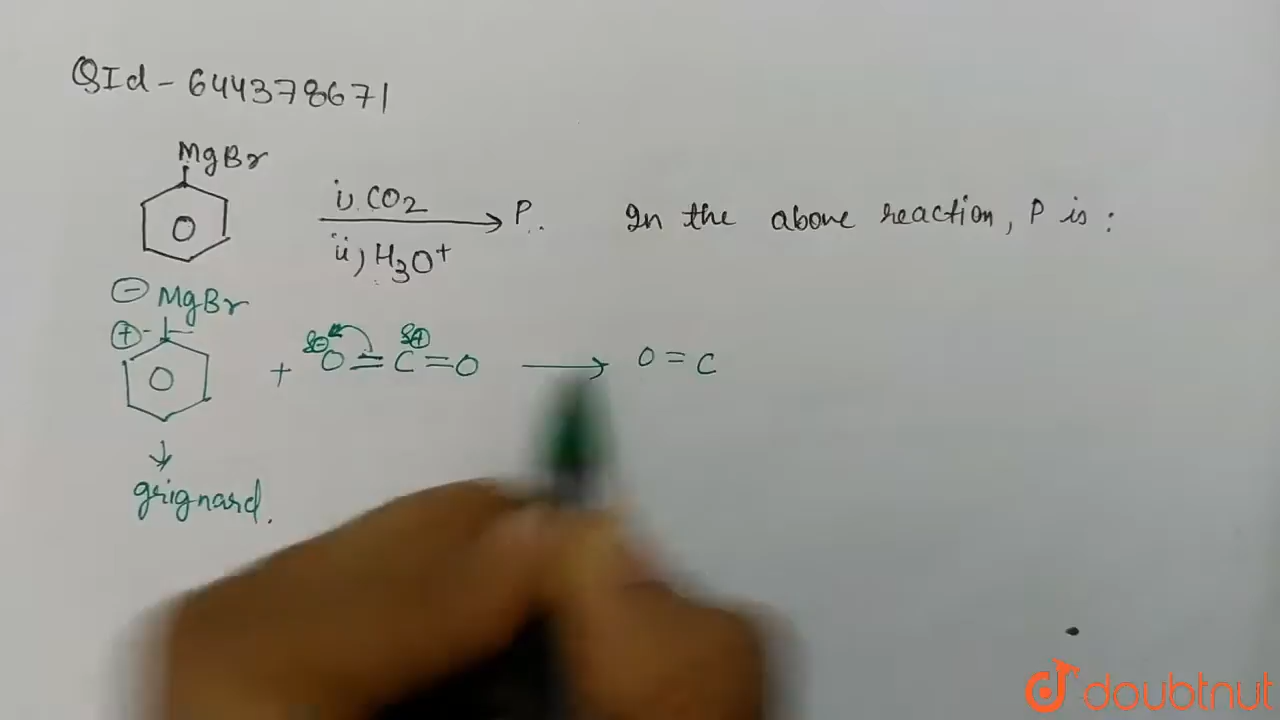 QId - 644378671
MgBr
i), CO2
P.
ii), H3O+
In the above reaction, P is :
⊖ MgBr
⊕
δ⊖ δ⊕
+ O=C=O → O=C
↓
grignard.
doubtnut